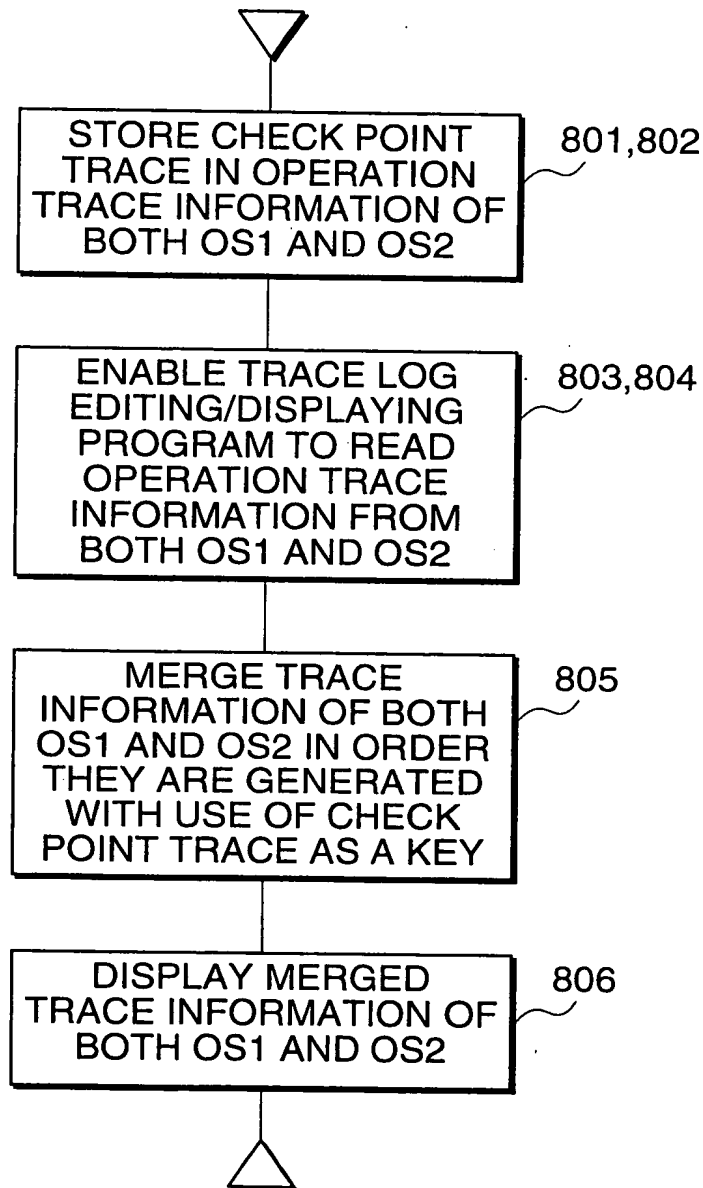 STORE CHECK POINT
TRACE IN OPERATION
TRACE INFORMATION OF
BOTH OS1 AND OS2
801,802
ENABLE TRACE LOG
EDITING/DISPLAYING
PROGRAM TO READ
OPERATION TRACE
INFORMATION FROM
BOTH OS1 AND OS2
803,804
MERGE TRACE
INFORMATION OF BOTH
OS1 AND OS2 IN ORDER
THEY ARE GENERATED
WITH USE OF CHECK
POINT TRACE AS A KEY
805
DISPLAY MERGED
TRACE INFORMATION OF
BOTH OS1 AND OS2
806